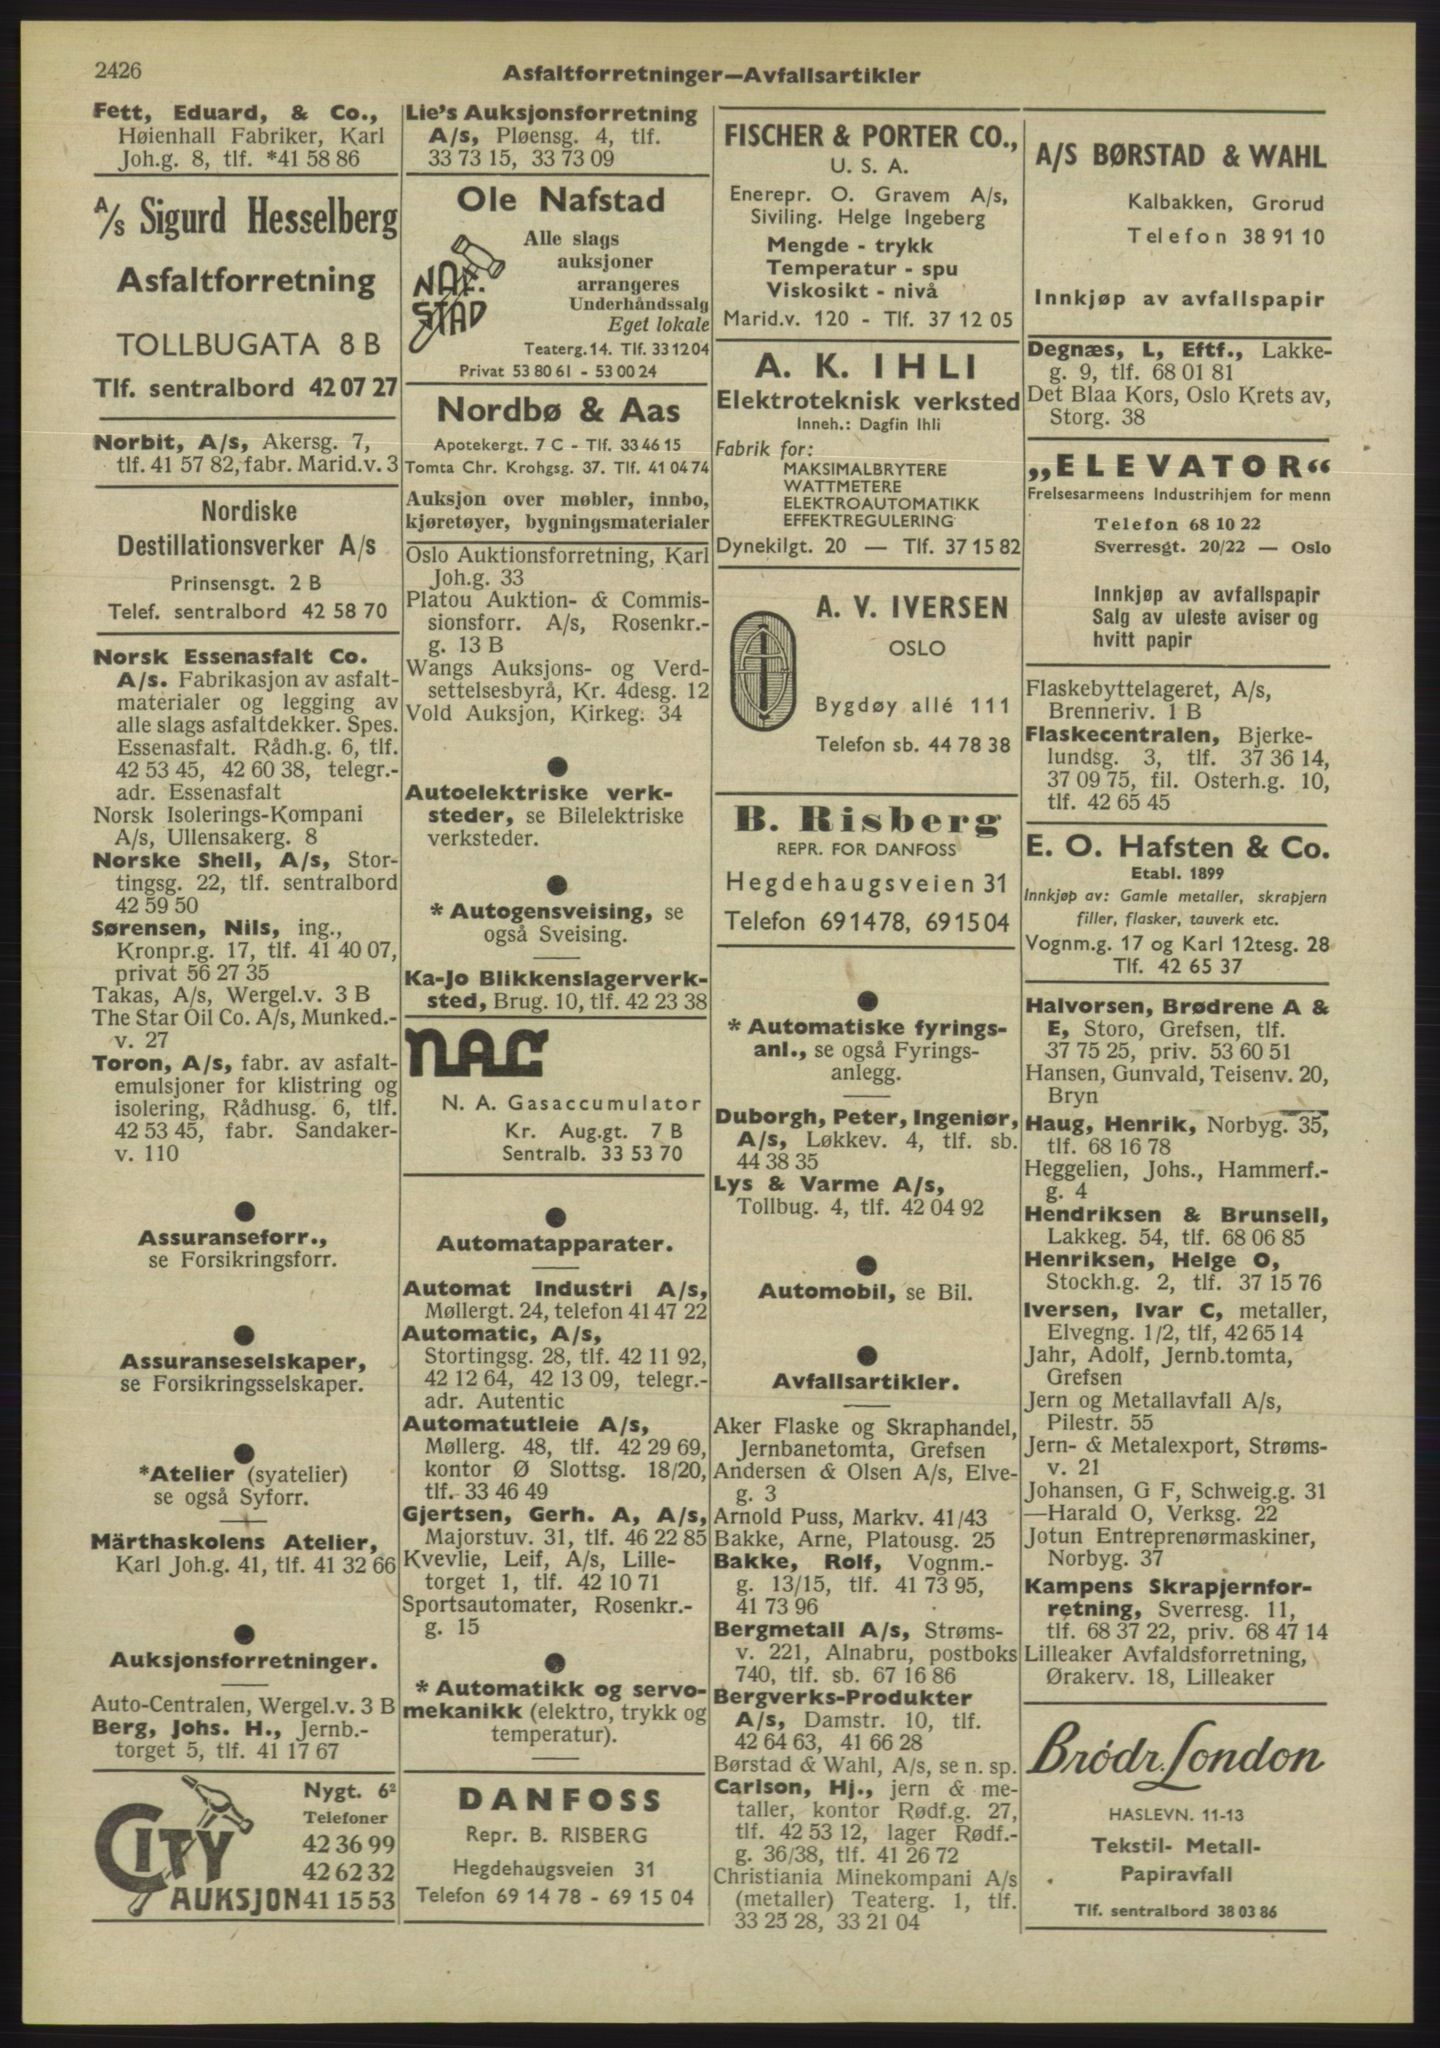 2426
Asfaltforretninger—Avfallsartikler
Fett, Eduard, & Co.,
Høienhall Fabriker, Karl
Joh.g. 8, tlf. *41 58 86
A/s Sigurd Hesselberg
Asfaltforretning
TOLLBUGATA 8 B
Tlf. sentralbord 42 07 27
Norbit, A/s, Akersg. 7,
tlf. 41 57 82, fabr. Marid.v. 3
Nordiske
Destillationsverker A/s
Prinsensgt. 2 B
Telef. sentralbord 42 58 70
Norsk Essenasfalt Co.
A/s. Fabrikasjon av asfalt-
materialer og legging av
alle slags asfaltdekker. Spes.
Essenasfalt. Rådh.g. 6, tlf.
42 53 45, 42 60 38, telegr.-
adr. Essenasfalt
Norsk Isolerings-Kompani
A/s, Ullensakerg. 8
Norske Shell, A/s, Stor-
tingsg. 22, tlf. sentralbord
42 59 50
Sørensen, Nils, ing.,
Kronpr.g. 17, tlf. 41 40 07,
privat 56 27 35
Takas, A/s, Wergel.v. 3 B
The Star Oil Co. A/s, Munked.-
v. 27
Toron, A/s, fabr. av asfalt-
emulsjoner for klistring og
isolering, Rådhusg. 6, tlf.
42 53 45, fabr. Sandaker-
v. 110
Assuranseforr.,
se Forsikringsforr.
Assuranseselskaper,
se Forsikringsselskaper.
*Atelier (syatelier)
se også Syforr.
Märthaskolens Atelier,
Karl Joh.g. 41, tlf. 41 32 66
Auksjonsforretninger.
Auto-Centralen, Wergel.v. 3 B
Berg, Johs. H., Jernb.-
torget 5, tlf. 41 17 67
CITY
AUKSJON
Nygt. 6²
Telefoner
42 36 99
42 62 32
41 15 53
Lie's Auksjonsforretning
A/s, Pløensg. 4, tlf.
33 73 15, 33 73 09
Ole Nafstad
NAF-
STAD
Alle slags
auksjoner
arrangeres
Underhåndssalg
Eget lokale
Teaterg.14. Tlf. 33 12 04
Privat 53 80 61 - 53 00 24
Nordbø & Aas
Apotekergt. 7 C - Tlf. 33 46 15
Tomta Chr. Krohgsg. 37. Tlf. 41 04 74
Auksjon over møbler, innbo,
kjøretøyer, bygningsmaterialer
Oslo Auktionsforretning, Karl
Joh.g. 33
Platou Auktion- & Commis-
sionsforr. A/s, Rosenkr.-
g. 13 B
Wangs Auksjons- og Verd-
settelsesbyrå, Kr. 4desg. 12
Vold Auksjon, Kirkeg. 34
Autoelektriske verk-
steder, se Bilelektriske
verksteder.
* Autogensveising, se
også Sveising.
Ka-Jo Blikkenslagerverk-
sted, Brug. 10, tlf. 42 23 38
NAG
N. A. Gasaccumulator
Kr. Aug.gt. 7 B
Sentralb. 33 53 70
Automatapparater.
Automat Industri A/s,
Møllergt. 24, telefon 41 47 22
Automatic, A/s,
Stortingsg. 28, tlf. 42 11 92,
42 12 64, 42 13 09, telegr.-
adr. Autentic
Automatutleie A/s,
Møllerg. 48, tlf. 42 29 69,
kontor Ø Slottsg. 18/20,
tlf. 33 46 49
Gjertsen, Gerh. A, A/s,
Majorstuv. 31, tlf. 46 22 85
Kvevlie, Leif, A/s, Lille-
torget 1, tlf. 42 10 71
Sportsautomater, Rosenkr.-
g. 15
* Automatikk og servo-
mekanikk (elektro, trykk og
temperatur).
DANFOSS
Repr. B. RISBERG
Hegdehaugsveien 31
Telefon 69 14 78 - 69 15 04
FISCHER & PORTER CO.,
U. S. A.
Enerepr. O. Gravem A/s,
Siviling. Helge Ingeberg
Mengde - trykk
Temperatur - spu
Viskosikt - nivå
Marid.v. 120 - Tlf. 37 12 05
A. K. IHLI
Elektroteknisk verksted
Inneh.: Dagfin Ihli
Fabrik for:
MAKSIMALBRYTERE
WATTMETERE
ELEKTROAUTOMATIKK
EFFEKTREGULERING
Dynekilgt. 20 — Tlf. 37 15 82
A. V. IVERSEN
OSLO
Bygdøy allé 111
Telefon sb. 44 78 38
B. Risberg
REPR. FOR DANFOSS
Hegdehaugsveien 31
Telefon 691478, 691504
* Automatiske fyrings-
anl., se også Fyrings-
anlegg.
Duborgh, Peter, Ingeniør,
A/s, Løkkev. 4, tlf. sb.
44 38 35
Lys & Varme A/s,
Tollbug. 4, tlf. 42 04 92
Automobil, se Bil.
Avfallsartikler.
Aker Flaske og Skraphandel,
Jernbanetomta, Grefsen
Andersen & Olsen A/s, Elve-
g. 3
Arnold Puss, Markv. 41/43
Bakke, Arne, Platousg. 25
Bakke, Rolf, Vognm.-
g. 13/15, tlf. 41 73 95,
41 73 96
Bergmetall A/s, Strøms-
v. 221, Alnabru, postboks
740, tlf. sb. 67 16 86
Bergverks-Produkter
A/s, Damstr. 10, tlf.
42 64 63, 41 66 28
Børstad & Wahl, A/s, se n. sp.
Carlson, Hj., jern & me-
taller, kontor Rødf.g. 27,
tlf. 42 53 12, lager Rødf.-
g. 36/38, tlf. 41 26 72
Christiania Minekompani A/s
(metaller) Teaterg. 1, tlf.
33 25 28, 33 21 04
A/S BØRSTAD & WAHL
Kalbakken, Grorud
Telefon 38 91 10
Innkjøp av avfallspapir
Degnæs, L, Eftf., Lakke-
g. 9, tlf. 68 01 81
Det Blaa Kors, Oslo Krets av,
Storg. 38
„ELEVATOR“
Frelsesarmeens Industrihjem for menn
Telefon 68 10 22
Sverresgt. 20/22 — Oslo
Innkjøp av avfallspapir
Salg av uleste aviser og
hvitt papir
Flaskebyttelageret, A/s,
Brenneriv. 1 B
Flaskecentralen, Bjerke-
lundsg. 3, tlf. 37 36 14,
37 09 75, fil. Osterh.g. 10,
tlf. 42 65 45
E. O. Hafsten & Co.
Etabl. 1899
Innkjøp av: Gamle metaller, skrapjern
filler, flasker, tauverk etc.
Vognm.g. 17 og Karl 12tesg. 28
Tlf. 42 65 37
Halvorsen, Brødrene A &
E, Storo, Grefsen, tlf.
37 75 25, priv. 53 60 51
Hansen, Gunvald, Teisenv. 20,
Bryn
Haug, Henrik, Norbyg. 35,
tlf. 68 16 78
Heggelien, Johs., Hammerf.-
g. 4
Hendriksen & Brunsell,
Lakkeg. 54, tlf. 68 06 85
Henriksen, Helge O,
Stockh.g. 2, tlf. 37 15 76
Iversen, Ivar C, metaller,
Elvegng. 1/2, tlf, 42 65 14
Jahr, Adolf, Jernb.tomta,
Grefsen
Jern og Metallavfall A/s,
Pilestr. 55
Jern- & Metalexport, Strøms-
v. 21
Johansen, G F, Schweig.g. 31
—Harald O, Verksg. 22
Jotun Entreprenørmaskiner,
Norbyg. 37
Kampens Skrapjernfor-
retning, Sverresg. 11,
tlf. 68 37 22, priv. 68 47 14
Lilleaker Avfaldsforretning,
Ørakerv. 18, Lilleaker
Brødr. London
HASLEVN. 11-13
Tekstil- Metall-
Papiravfall
Tlf. sentralbord 38 03 86